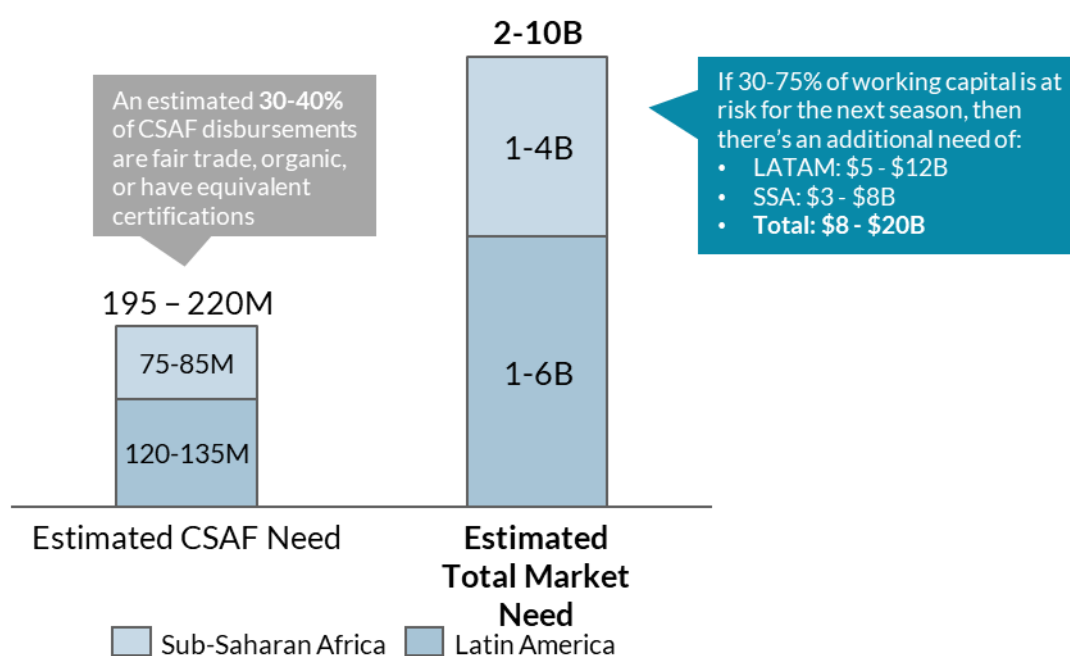 2-10B
An estimated 30-40%
of CSAF disbursements
are fair trade, organic,
or have equivalent
certifications
If 30-75% of working capital is at
risk for the next season, then
there's an additional need of:
• LATAM: $5 - $12B
• SSA: $3 - $8B
• Total: $8 - $20B
1-4B
195 – 220M
75-85M
1-6B
120-135M
Estimated CSAF Need
Estimated
Total Market
Need
Sub-Saharan Africa
Latin America